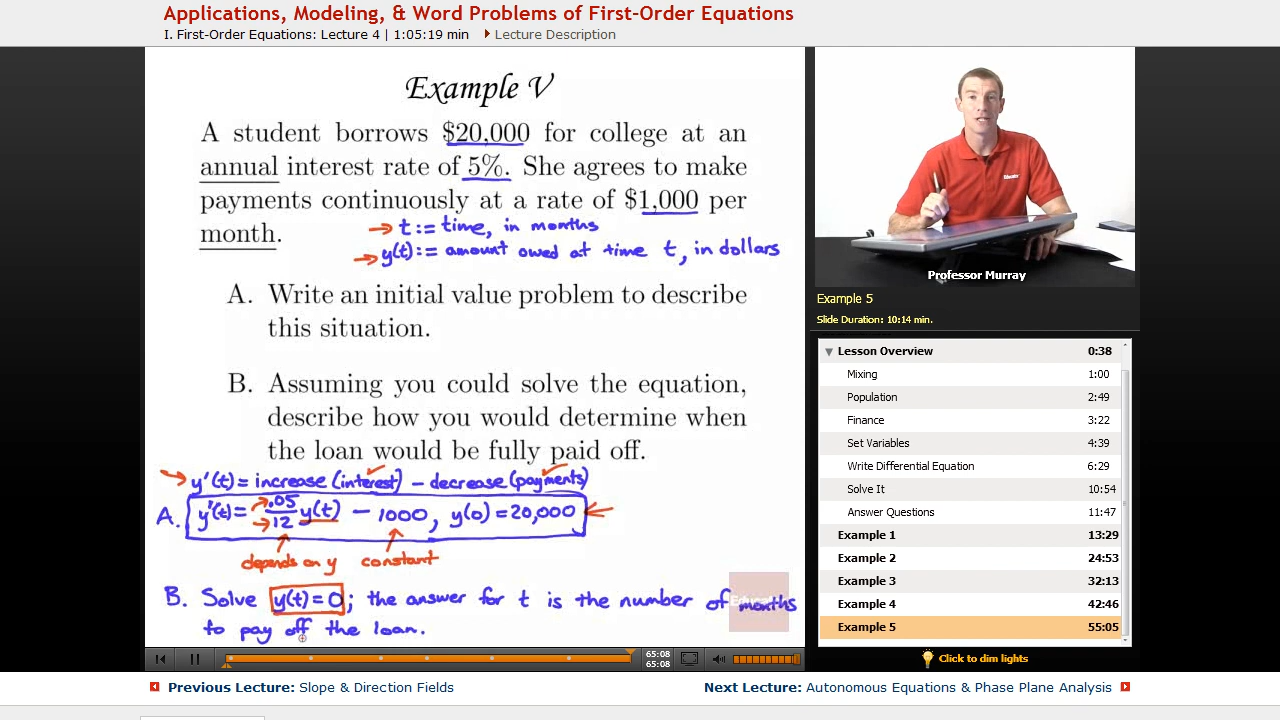 Applications, Modeling, & Word Problems of First-Order Equations
I. First-Order Equations: Lecture 4 | 1:05:19 min Lecture Description
Example V
A student borrows $20,000 for college at an
annual interest rate of 5%. She agrees to make
payments continuously at a rate of $1,000 per
month.
→ t := time, in months
→ y(t) := amount owed at time t, in dollars
A. Write an initial value problem to describe
this situation.
B. Assuming you could solve the equation,
describe how you would determine when
the loan would be fully paid off.
→ y'(t) = increase (interest) − decrease (payments)
A. y'(t) = .05/12 y(t) − 1000, y(0) = 20,000
depends on y constant
B. Solve y(t) = 0; the answer for t is the number of months
to pay off the loan.
65:08
65:08
Professor Murray
Example 5
Slide Duration: 10:14 min.
Lesson Overview 0:38
Mixing 1:00
Population 2:49
Finance 3:22
Set Variables 4:39
Write Differential Equation 6:29
Solve It 10:54
Answer Questions 11:47
Example 1 13:29
Example 2 24:53
Example 3 32:13
Example 4 42:46
Example 5 55:05
Click to dim lights
Previous Lecture: Slope & Direction Fields
Next Lecture: Autonomous Equations & Phase Plane Analysis